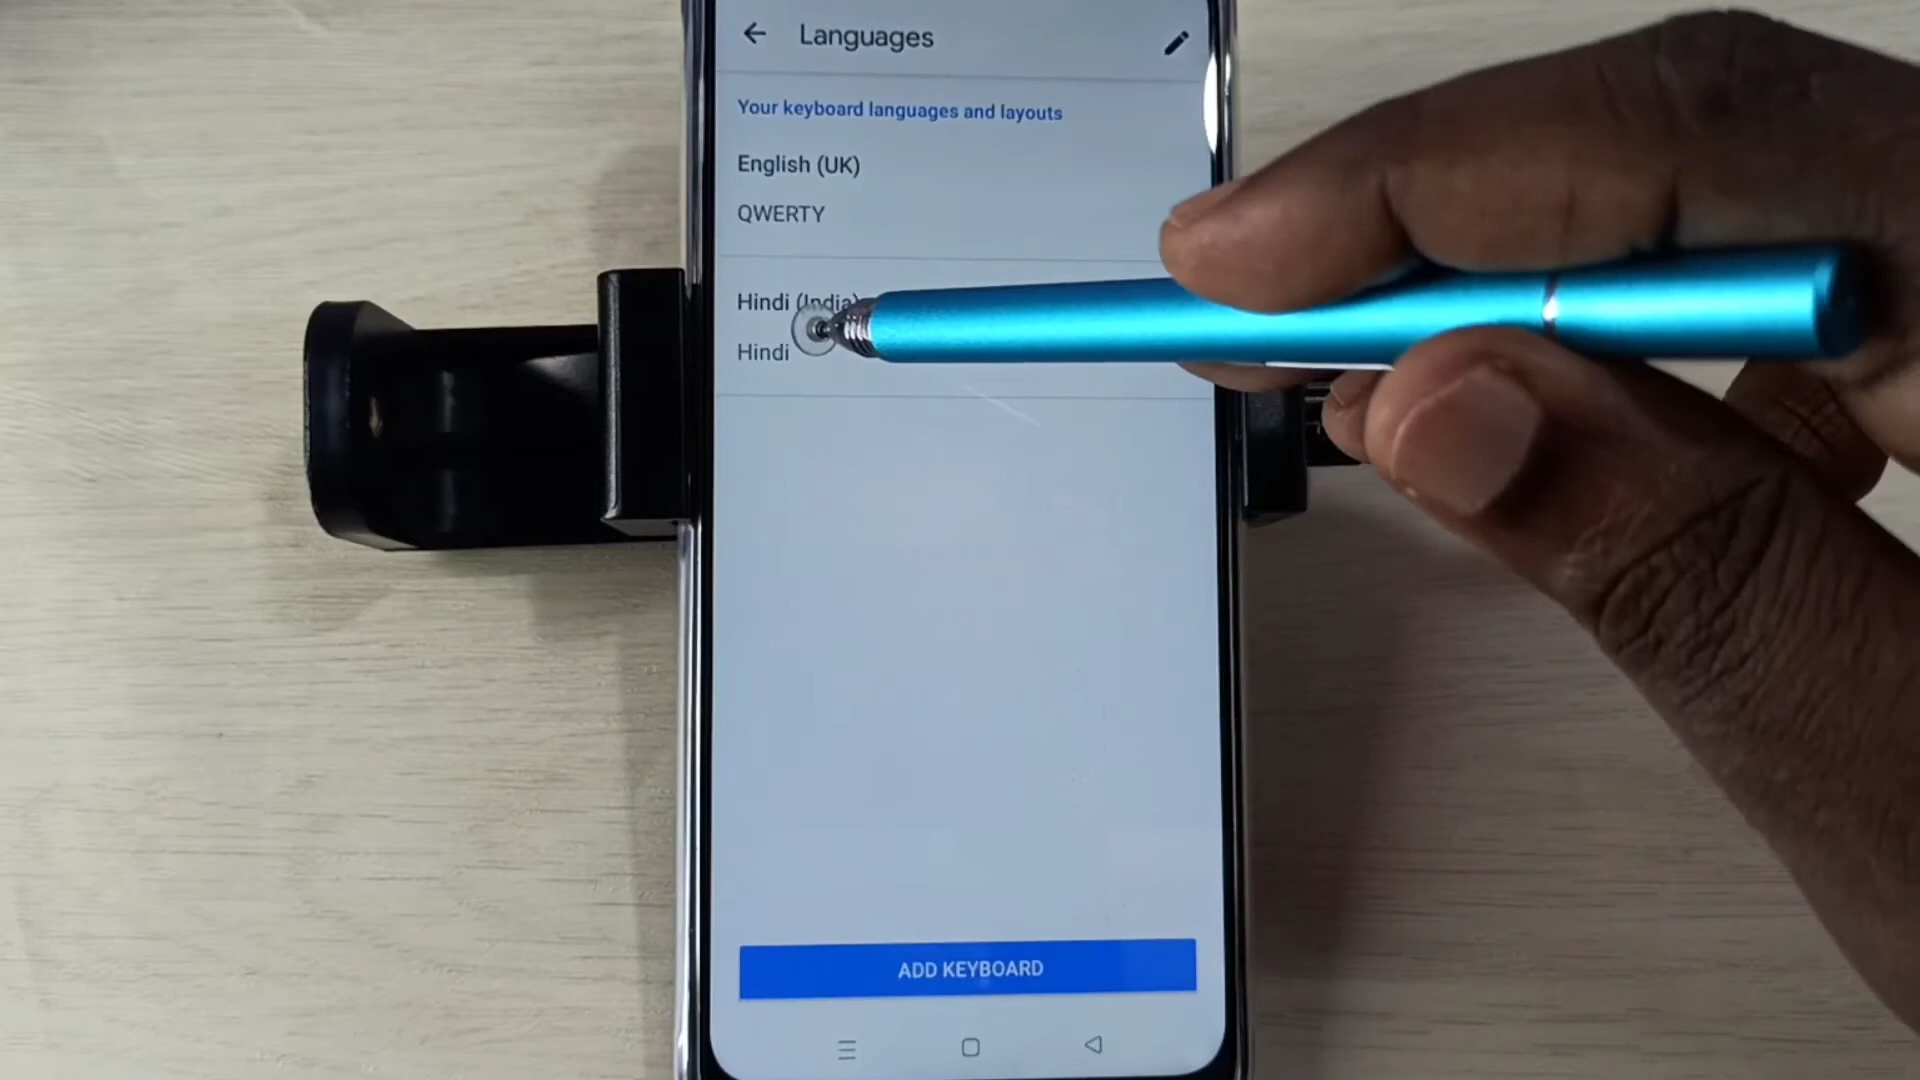 Languages
Your keyboard languages and layouts
English (UK)
QWERTY
Hindi (India)
Hindi
ADD KEYBOARD